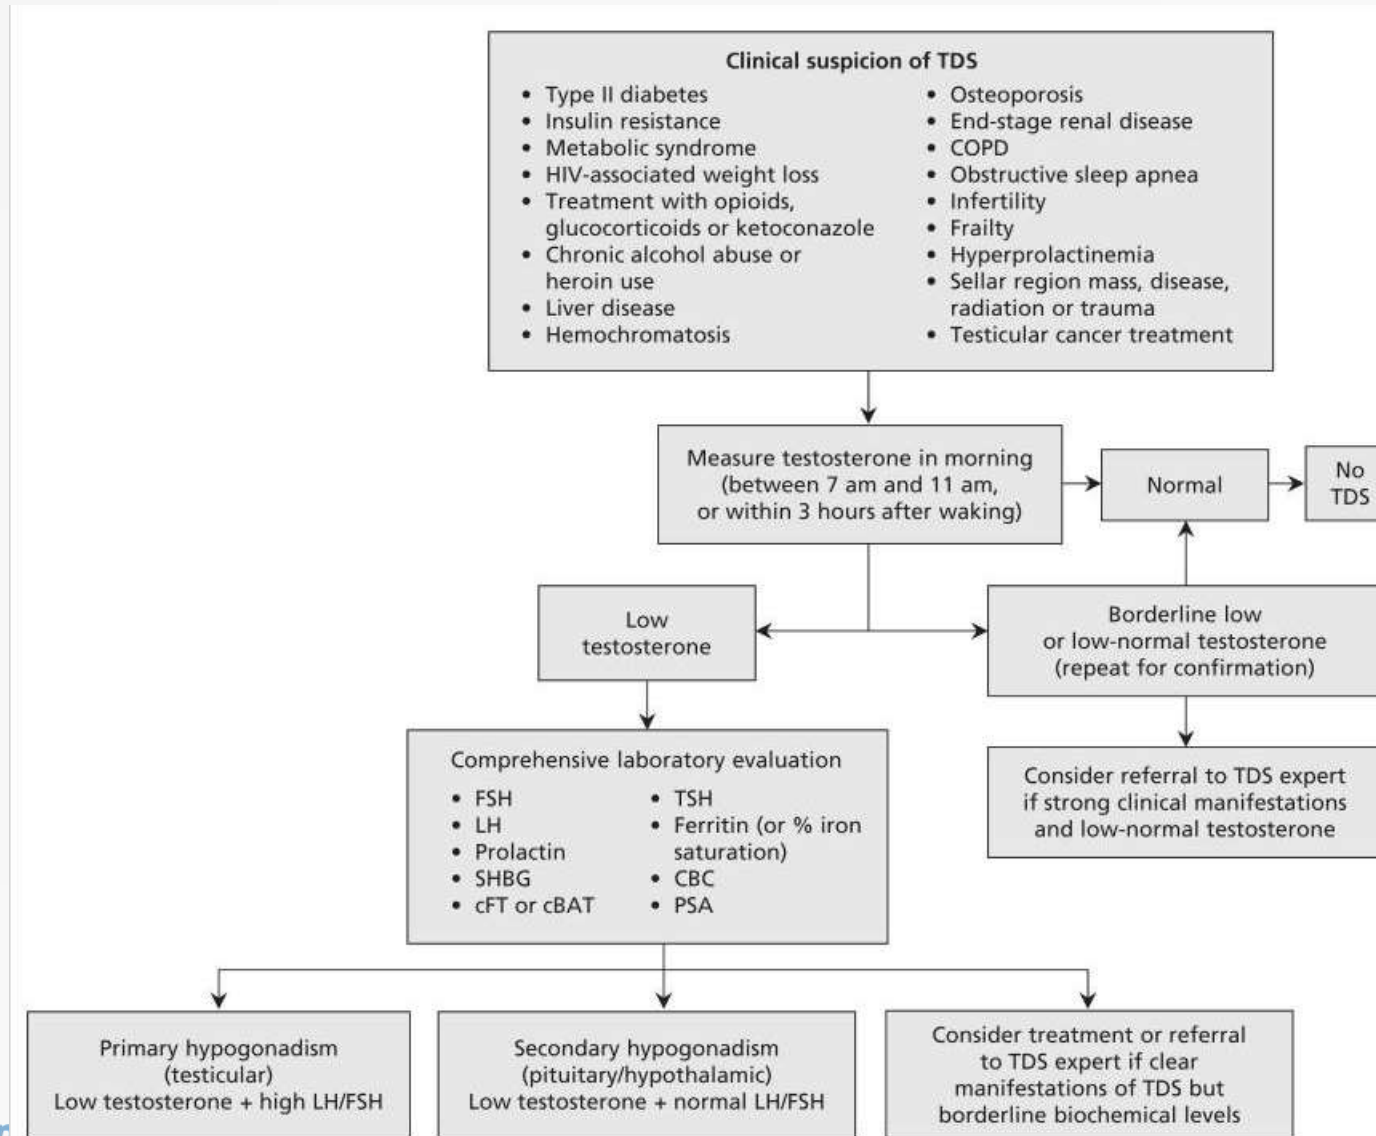 Clinical suspicion of TDS
• Type II diabetes
• Insulin resistance
• Metabolic syndrome
• HIV-associated weight loss
• Treatment with opioids,
glucocorticoids or ketoconazole
• Chronic alcohol abuse or
heroin use
• Liver disease
• Hemochromatosis
• Osteoporosis
• End-stage renal disease
• COPD
• Obstructive sleep apnea
• Infertility
• Frailty
• Hyperprolactinemia
• Sellar region mass, disease,
radiation or trauma
• Testicular cancer treatment
Measure testosterone in morning
(between 7 am and 11 am,
or within 3 hours after waking)
Normal
No
TDS
Low
testosterone
Borderline low
or low-normal testosterone
(repeat for confirmation)
Comprehensive laboratory evaluation
• FSH
• LH
• Prolactin
• SHBG
• cFT or cBAT
• TSH
• Ferritin (or % iron
saturation)
• CBC
• PSA
Consider referral to TDS expert
if strong clinical manifestations
and low-normal testosterone
Primary hypogonadism
(testicular)
Low testosterone + high LH/FSH
Secondary hypogonadism
(pituitary/hypothalamic)
Low testosterone + normal LH/FSH
Consider treatment or referral
to TDS expert if clear
manifestations of TDS but
borderline biochemical levels